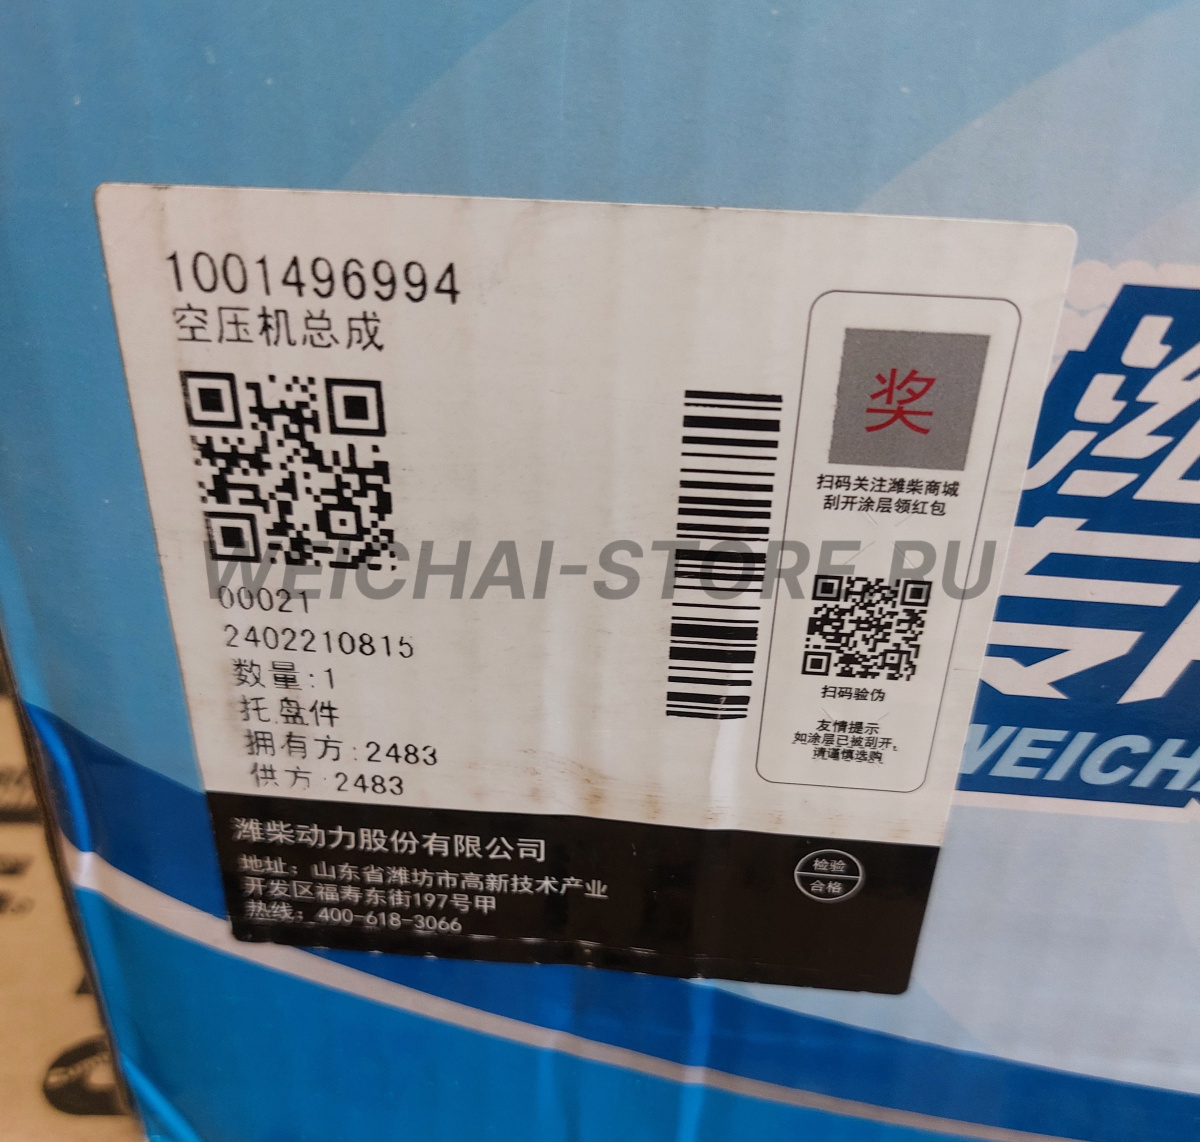 1001496994
空压机总成
00021
2402210815
数量:1
托盘件
拥有方:2483
供方:2483
奖
扫码关注潍柴商城
刮开涂层领红包
扫码验伪
友情提示
如涂层已被刮开,
请谨慎选购
潍柴动力股份有限公司
地址:山东省潍坊市高新技术产业
开发区福寿东街197号甲
热线:400-618-3066
检验
合格
潍
专用
WEICHA
WEICHAI-STORE.РУ